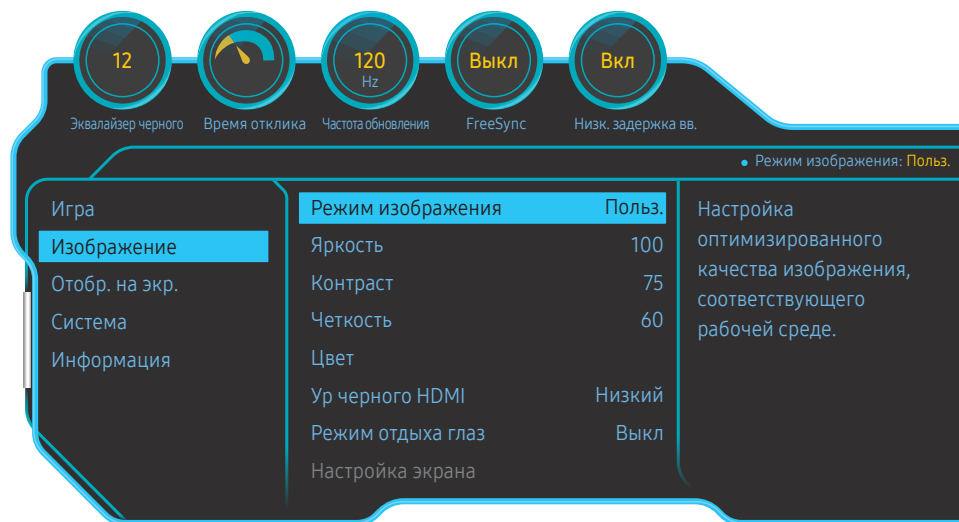 12
120
Hz
Выкл
Вкл
Эквалайзер черного
Время отклика
Частота обновления
FreeSync
Низк. задержка вв.
• Режим изображения: Польз.
Игра
Изображение
Отобр. на экр.
Система
Информация
Режим изображения Польз.
Яркость 100
Контраст 75
Четкость 60
Цвет
Ур черного HDMI Низкий
Режим отдыха глаз Выкл
Настройка экрана
Настройка
оптимизированного
качества изображения,
соответствующего
рабочей среде.